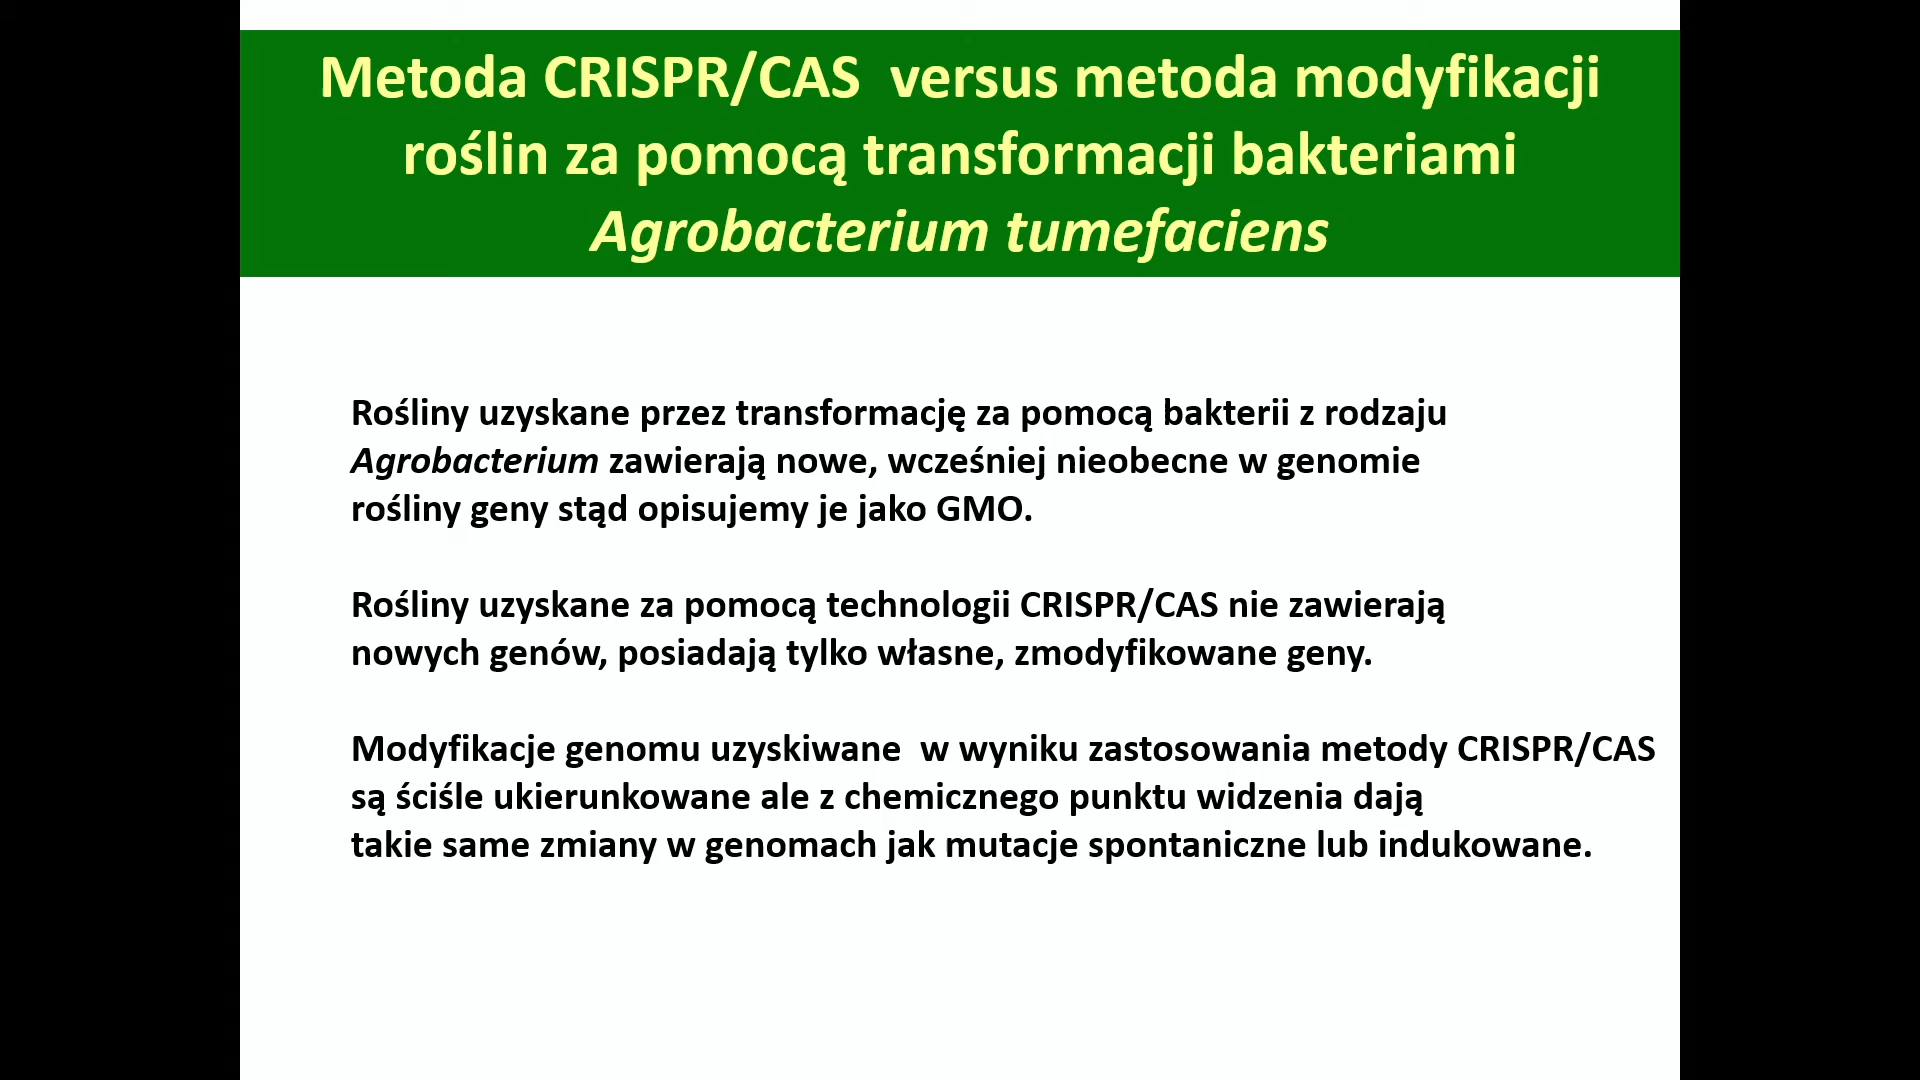 Metoda CRISPR/CAS  versus metoda modyfikacji
roślin za pomocą transformacji bakteriami
Agrobacterium tumefaciens
Rośliny uzyskane przez transformację za pomocą bakterii z rodzaju
Agrobacterium zawierają nowe, wcześniej nieobecne w genomie
rośliny geny stąd opisujemy je jako GMO.
Rośliny uzyskane za pomocą technologii CRISPR/CAS nie zawierają
nowych genów, posiadają tylko własne, zmodyfikowane geny.
Modyfikacje genomu uzyskiwane  w wyniku zastosowania metody CRISPR/CAS
są ściśle ukierunkowane ale z chemicznego punktu widzenia dają
takie same zmiany w genomach jak mutacje spontaniczne lub indukowane.